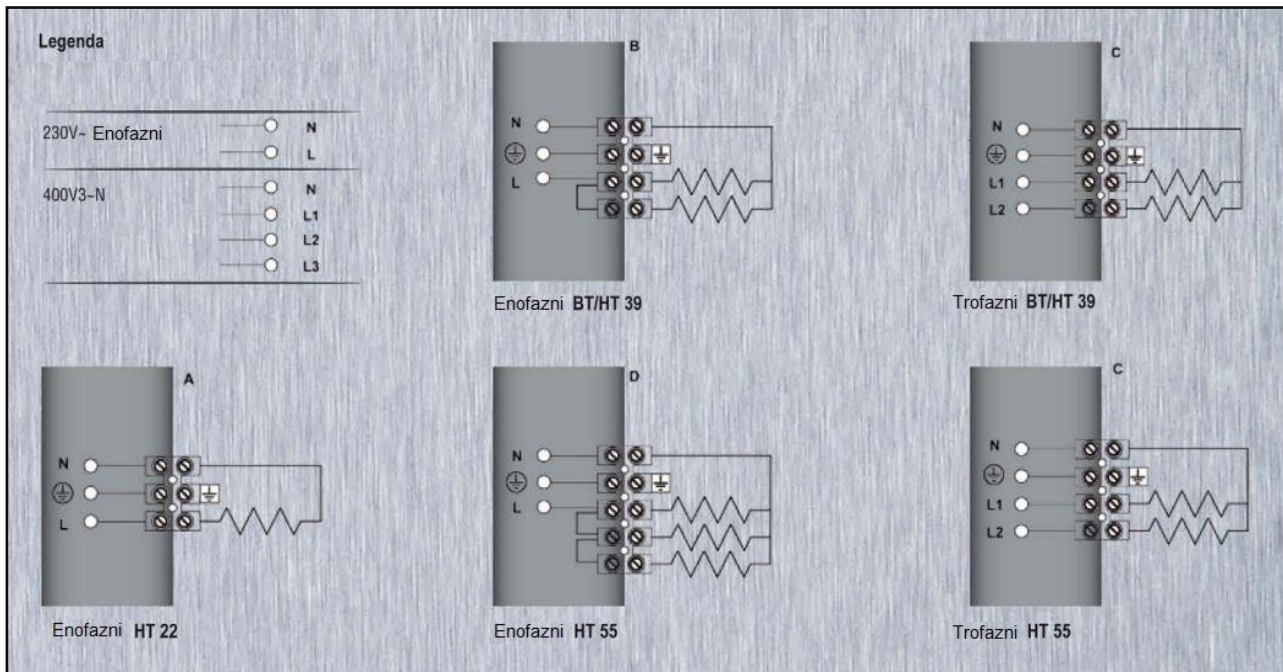 Legenda
230V~ Enofazni
N
L
400V3~N
N
L1
L2
L3
B
N
L
Enofazni BT/HT 39
C
N
L1
L2
Trofazni BT/HT 39
A
N
L
Enofazni HT 22
D
N
L
Enofazni HT 55
C
N
L1
L2
Trofazni HT 55